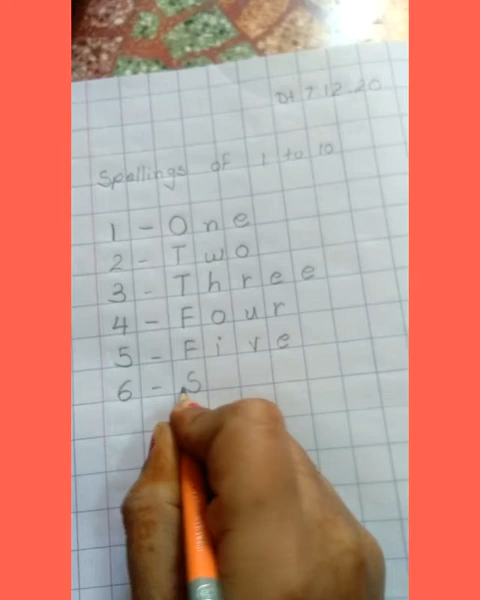 Dt 7.12.20
Spellings of 1 to 10
1 - One
2 - Two
3 - Three
4 - Four
5 - Five
6 - S